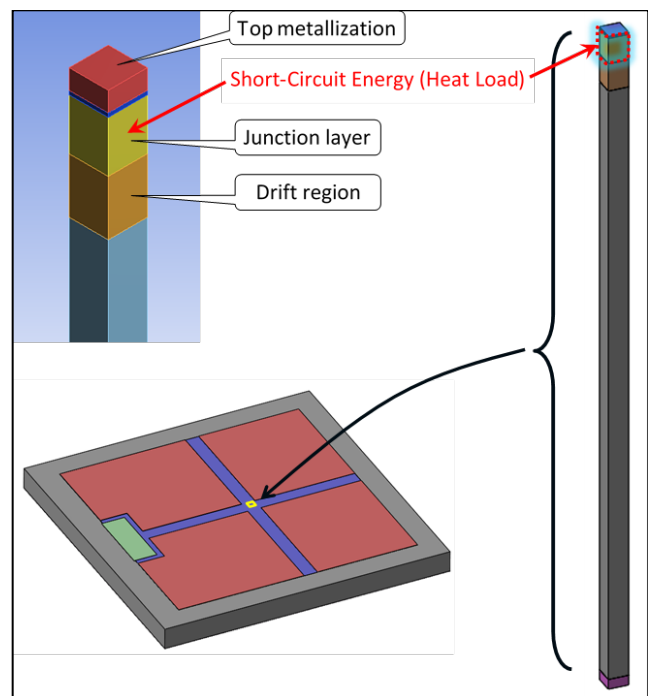 Top metallization
Short-Circuit Energy (Heat Load)
Junction layer
Drift region